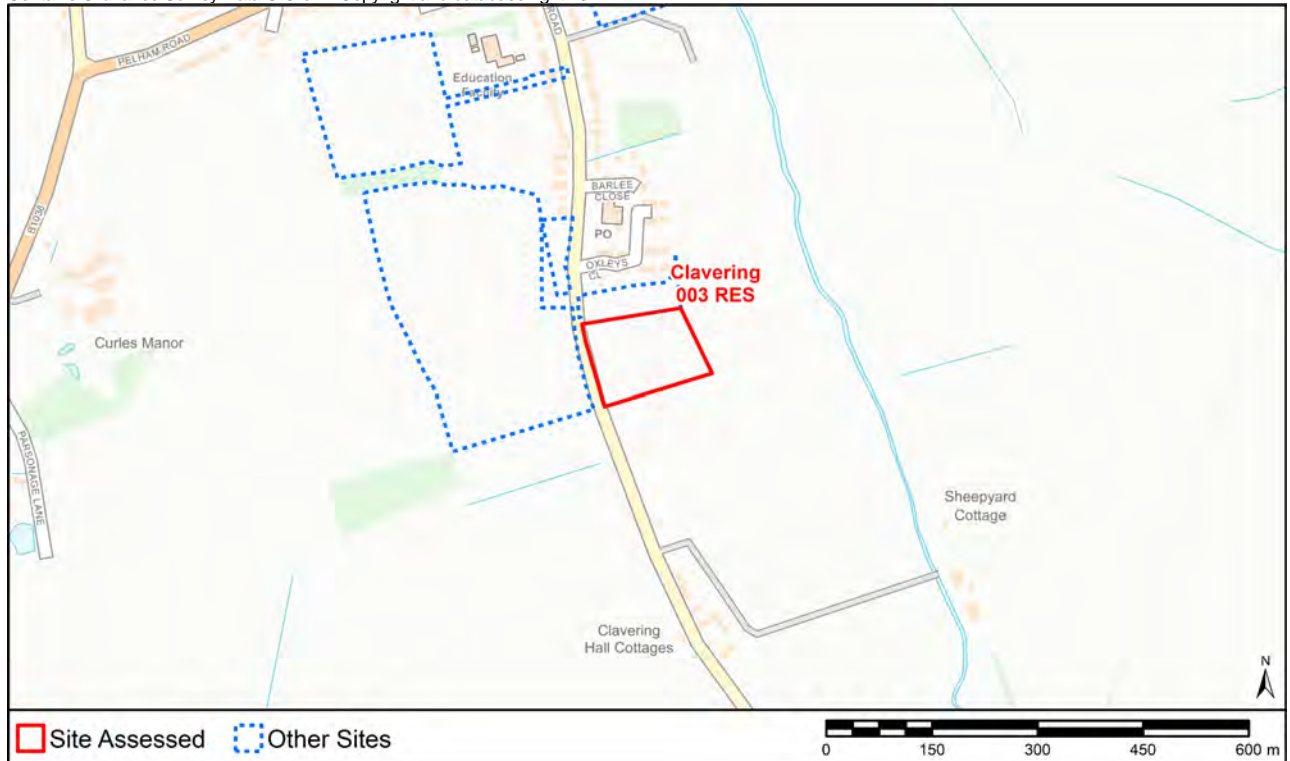 PELHAM ROAD
ROAD
Education
Facility
B1038
BARLEE
CLOSE
PO
OXLEYS
CL
Clavering
003 RES
Curles Manor
PARSONAGE LANE
Sheepyard
Cottage
Clavering
Hall Cottages
N
Site Assessed
Other Sites
0 150 300 450 600 m